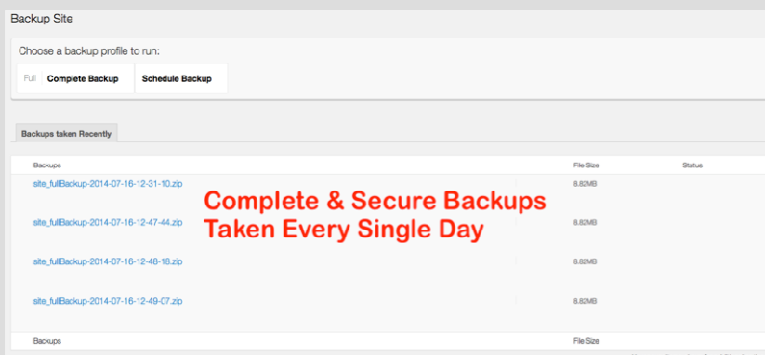 Backup Site
Choose a backup profile to run:
Full Complete Backup Schedule Backup
Backups taken Recently
Backups File Size Status
site_fullBackup-2014-07-16-12-31-10.zip 8.82MB
Complete & Secure Backups
Taken Every Single Day
site_fullBackup-2014-07-16-12-47-44.zip 8.82MB
site_fullBackup-2014-07-16-12-48-18.zip 8.82MB
site_fullBackup-2014-07-16-12-49-07.zip 8.82MB
Backups File Size